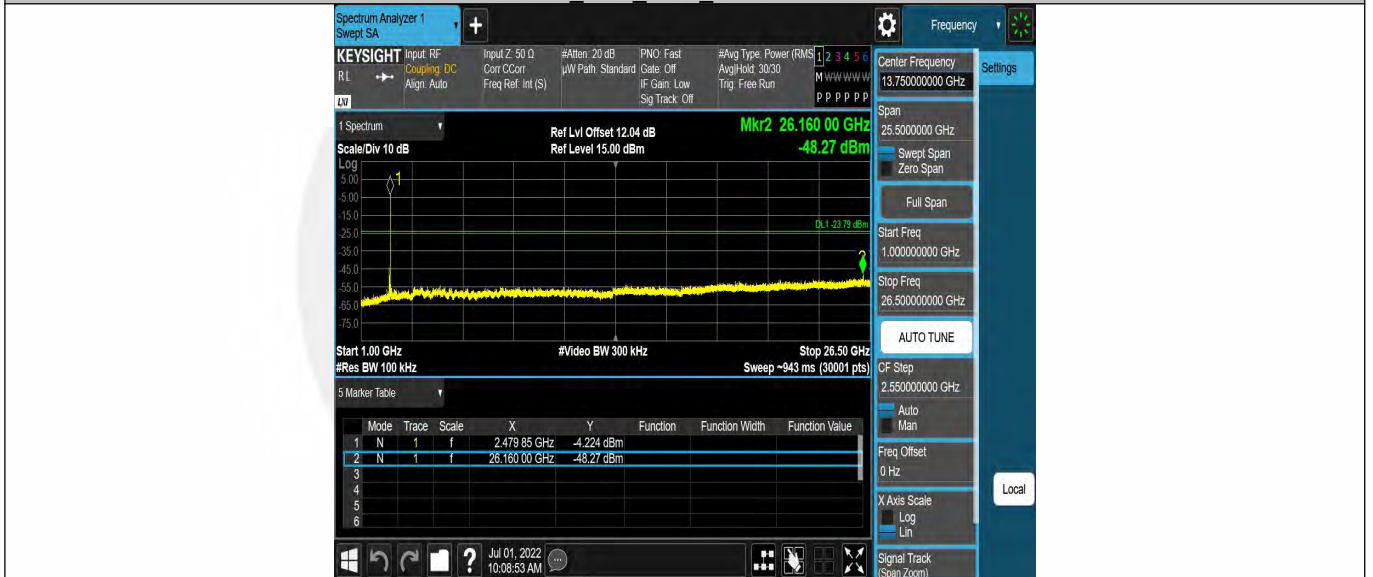 Spectrum Analyzer 1
Swept SA
+
Frequency
KEYSIGHT
RL
LXI
Input: RF
Coupling: DC
Align: Auto
Input Z: 50 Ω
Corr CCorr
Freq Ref: Int (S)
#Atten: 20 dB
µW Path: Standard
PNO: Fast
Gate: Off
IF Gain: Low
Sig Track: Off
#Avg Type: Power (RMS
Avg|Hold: 30/30
Trig: Free Run
1 2 3 4 5 6
M W W W W W
P P P P P P
Center Frequency
13.750000000 GHz
Settings
Span
25.5000000 GHz
Swept Span
Zero Span
Full Span
Start Freq
1.000000000 GHz
Stop Freq
26.500000000 GHz
AUTO TUNE
CF Step
2.550000000 GHz
Auto
Man
Freq Offset
0 Hz
X Axis Scale
Log
Lin
Signal Track
(Span Zoom)
Local
1 Spectrum
Scale/Div 10 dB
Log
Ref Lvl Offset 12.04 dB
Ref Level 15.00 dBm
Mkr2 26.160 00 GHz
-48.27 dBm
5.00
-5.00
-15.0
-25.0
-35.0
-45.0
-55.0
-65.0
-75.0
1
DL1 -23.79 dBm
2
Start 1.00 GHz
#Res BW 100 kHz
#Video BW 300 kHz
Stop 26.50 GHz
Sweep ~943 ms (30001 pts)
5 Marker Table
Mode Trace Scale X Y Function Function Width Function Value
1 N 1 f 2.479 85 GHz -4.224 dBm
2 N 1 f 26.160 00 GHz -48.27 dBm
3
4
5
6
?
Jul 01, 2022
10:08:53 AM